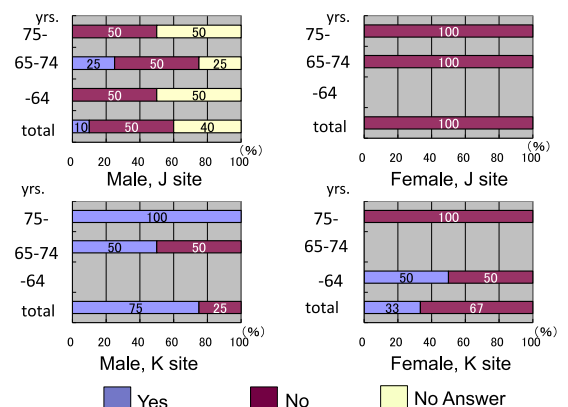 yrs.
75-
50 50
65-74
25 50 25
-64
50 50
total
10 50 40
0 20 40 60 80 100
(%)
Male, J site
75-
100
65-74
100
-64
total
100
0 20 40 60 80 100
(%)
Female, J site
yrs.
75-
100
65-74
50 50
-64
total
75 25
0 20 40 60 80 100
(%)
Male, K site
yrs.
75-
100
65-74
-64
50 50
total
33 67
0 20 40 60 80 100
(%)
Female, K site
Yes No No Answer